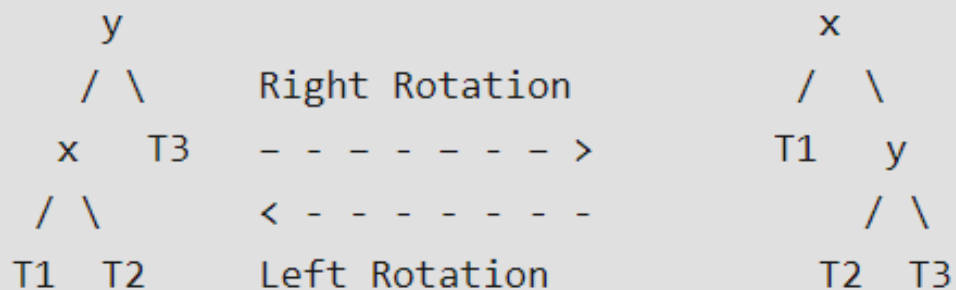 y x
/ \ Right Rotation / \
x T3 – - – - – - – > T1 y
/ \ < - - - - - - - / \
T1 T2 Left Rotation T2 T3